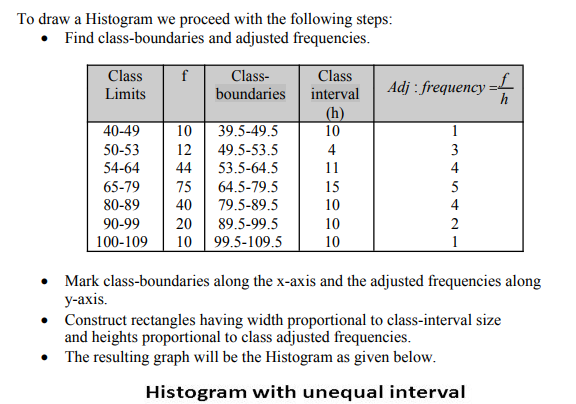 To draw a Histogram we proceed with the following steps:
• Find class-boundaries and adjusted frequencies.
Class Limits f Class-boundaries Class interval (h) Adj : frequency = f/h
40-49 10 39.5-49.5 10 1
50-53 12 49.5-53.5 4 3
54-64 44 53.5-64.5 11 4
65-79 75 64.5-79.5 15 5
80-89 40 79.5-89.5 10 4
90-99 20 89.5-99.5 10 2
100-109 10 99.5-109.5 10 1
• Mark class-boundaries along the x-axis and the adjusted frequencies along
y-axis.
• Construct rectangles having width proportional to class-interval size
and heights proportional to class adjusted frequencies.
• The resulting graph will be the Histogram as given below.
Histogram with unequal interval